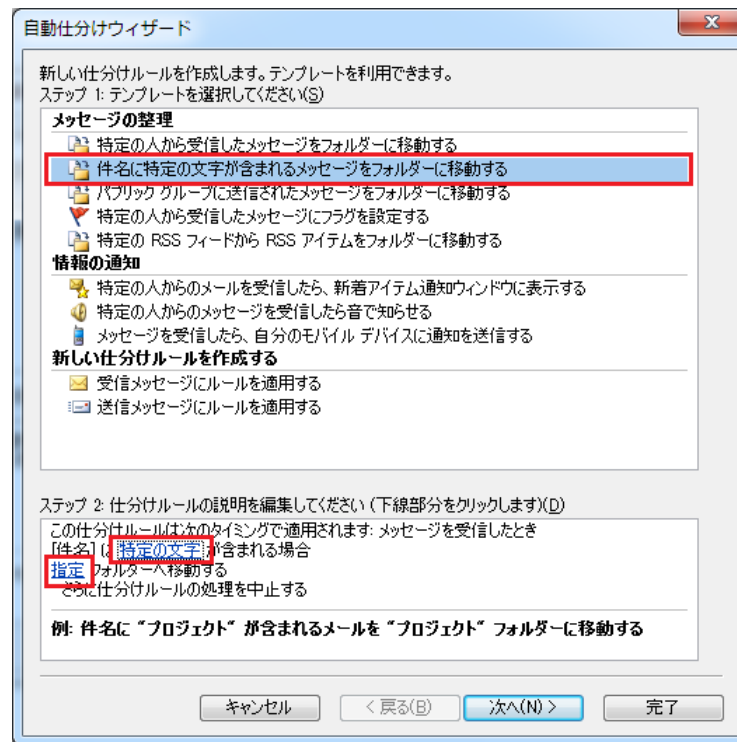 自動仕分けウィザード
新しい仕分けルールを作成します。テンプレートを利用できます。
ステップ 1: テンプレートを選択してください(S)
メッセージの整理
特定の人から受信したメッセージをフォルダーに移動する
件名に特定の文字が含まれるメッセージをフォルダーに移動する
パブリック グループに送信されたメッセージをフォルダーに移動する
特定の人から受信したメッセージにフラグを設定する
特定の RSS フィードから RSS アイテムをフォルダーに移動する
情報の通知
特定の人からのメールを受信したら、新着アイテム通知ウィンドウに表示する
特定の人からのメッセージを受信したら音で知らせる
メッセージを受信したら、自分のモバイル デバイスに通知を送信する
新しい仕分けルールを作成する
受信メッセージにルールを適用する
送信メッセージにルールを適用する
ステップ 2: 仕分けルールの説明を編集してください (下線部分をクリックします)(D)
この仕分けルールは次のタイミングで適用されます: メッセージを受信したとき
[件名] に 特定の文字 が含まれる場合
指定 フォルダーへ移動する
さらに仕分けルールの処理を中止する
例: 件名に "プロジェクト" が含まれるメールを "プロジェクト" フォルダーに移動する
キャンセル
< 戻る(B)
次へ(N) >
完了